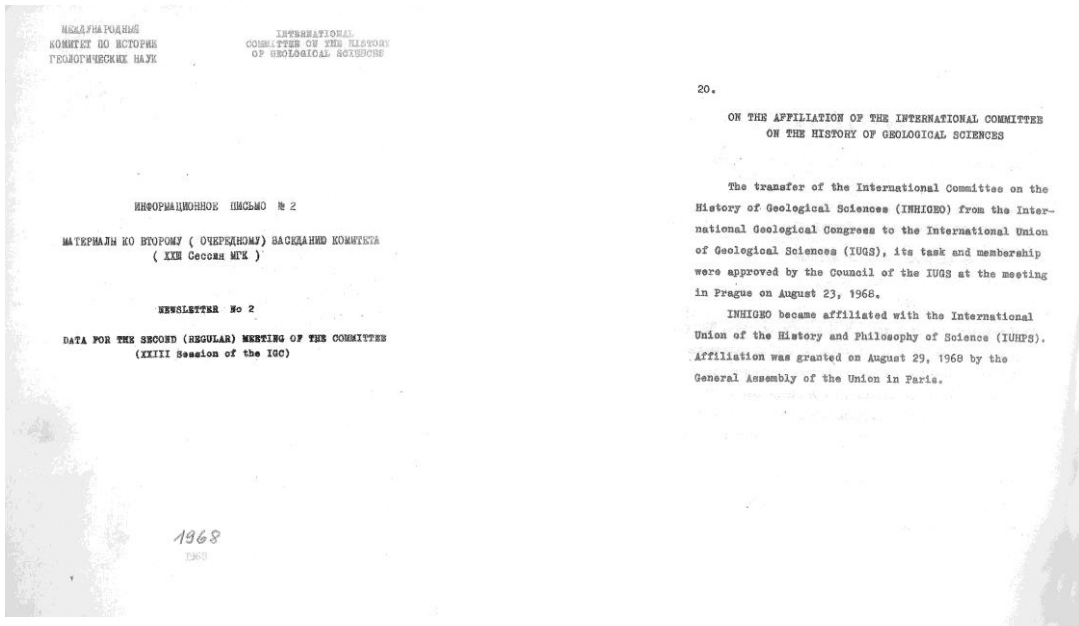 МЕЖДУНАРОДНЫЙ
КОМИТЕТ ПО ИСТОРИИ
ГЕОЛОГИЧЕСКИХ НАУК
INTERNATIONAL
COMMITTEE ON THE HISTORY
OF GEOLOGICAL SCIENCES
ИНФОРМАЦИОННОЕ ПИСЬМО № 2
МАТЕРИАЛЫ КО ВТОРОМУ ( ОЧЕРЕДНОМУ) ЗАСЕДАНИЮ КОМИТЕТА
( XXIII Сессия МГК )
NEWSLETTER No 2
DATA FOR THE SECOND (REGULAR) MEETING OF THE COMMITTEE
(XXIII Session of the IGC)
1968
1968
20.
ON THE AFFILIATION OF THE INTERNATIONAL COMMITTEE
ON THE HISTORY OF GEOLOGICAL SCIENCES
The transfer of the International Committee on the
History of Geological Sciences (INHIGEO) from the Inter-
national Geological Congress to the International Union
of Geological Sciences (IUGS), its task and membership
were approved by the Council of the IUGS at the meeting
in Prague on August 23, 1968.
INHIGEO became affiliated with the International
Union of the History and Philosophy of Science (IUHPS).
Affiliation was granted on August 29, 1968 by the
General Assembly of the Union in Paris.